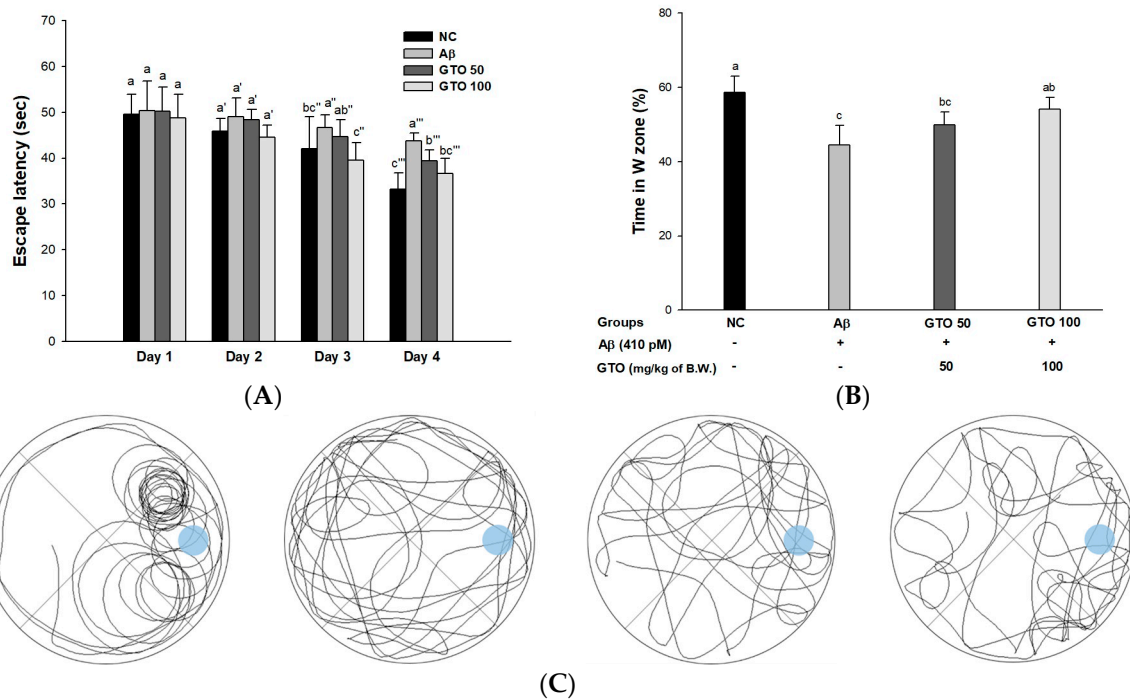 70
60
50
40
30
20
10
0
Escape latency (sec)
NC
Aβ
GTO 50
GTO 100
a a a a
a' a' a' a'
bc'' a'' ab'' c''
c''' a''' b''' bc'''
Day 1 Day 2 Day 3 Day 4
(A)
80
60
40
20
0
Time in W zone (%)
a c bc ab
Groups NC Aβ GTO 50 GTO 100
Aβ (410 pM) - + + +
GTO (mg/kg of B.W.) - - 50 100
(B)
(C)